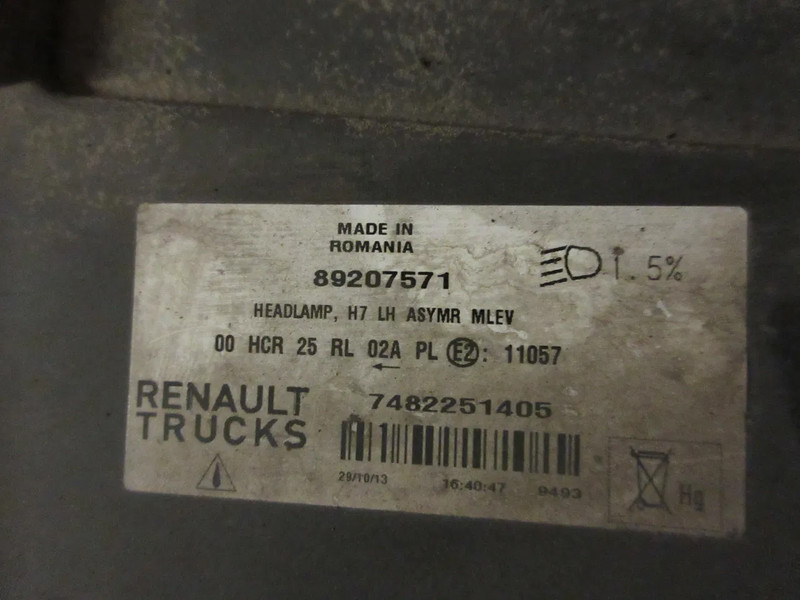 MADE IN
ROMANIA
89207571
1.5%
HEADLAMP, H7 LH ASYMR MLEV
00 HCR 25 RL 02A PL E2: 11057
RENAULT
TRUCKS
7482251405
29/10/13 16:40:47 9493
Hg